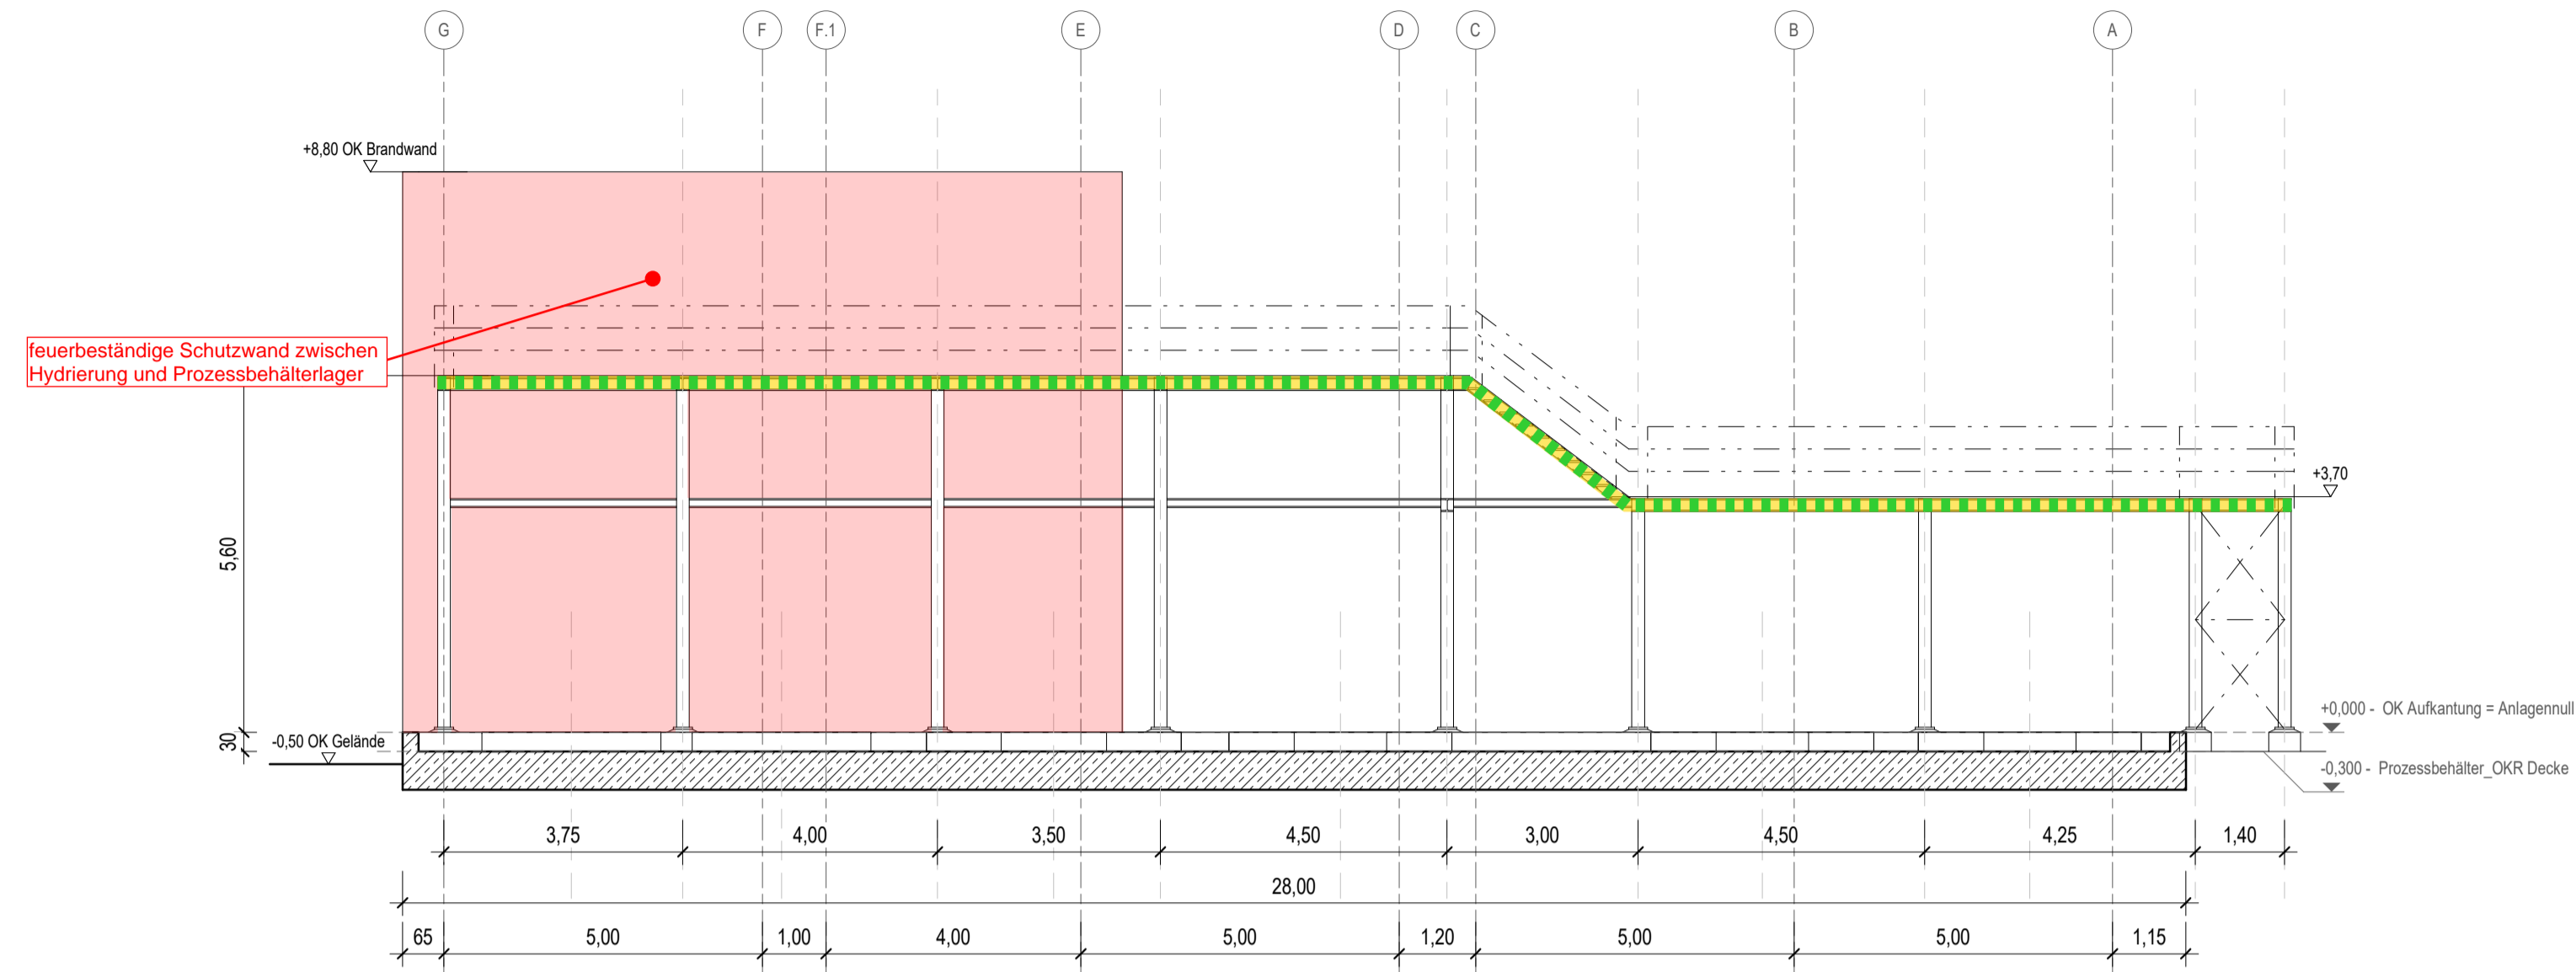 G F F.1 E D C B A
+8,80 OK Brandwand
feuerbeständige Schutzwand zwischen
Hydrierung und Prozessbehälterlager
+3,70
5,60
+0,000 - OK Aufkantung = Anlagennull
30
-0,50 OK Gelände
-0,300 - Prozessbehälter_OKR Decke
3,75 4,00 3,50 4,50 3,00 4,50 4,25 1,40
28,00
65 5,00 1,00 4,00 5,00 1,20 5,00 5,00 1,15